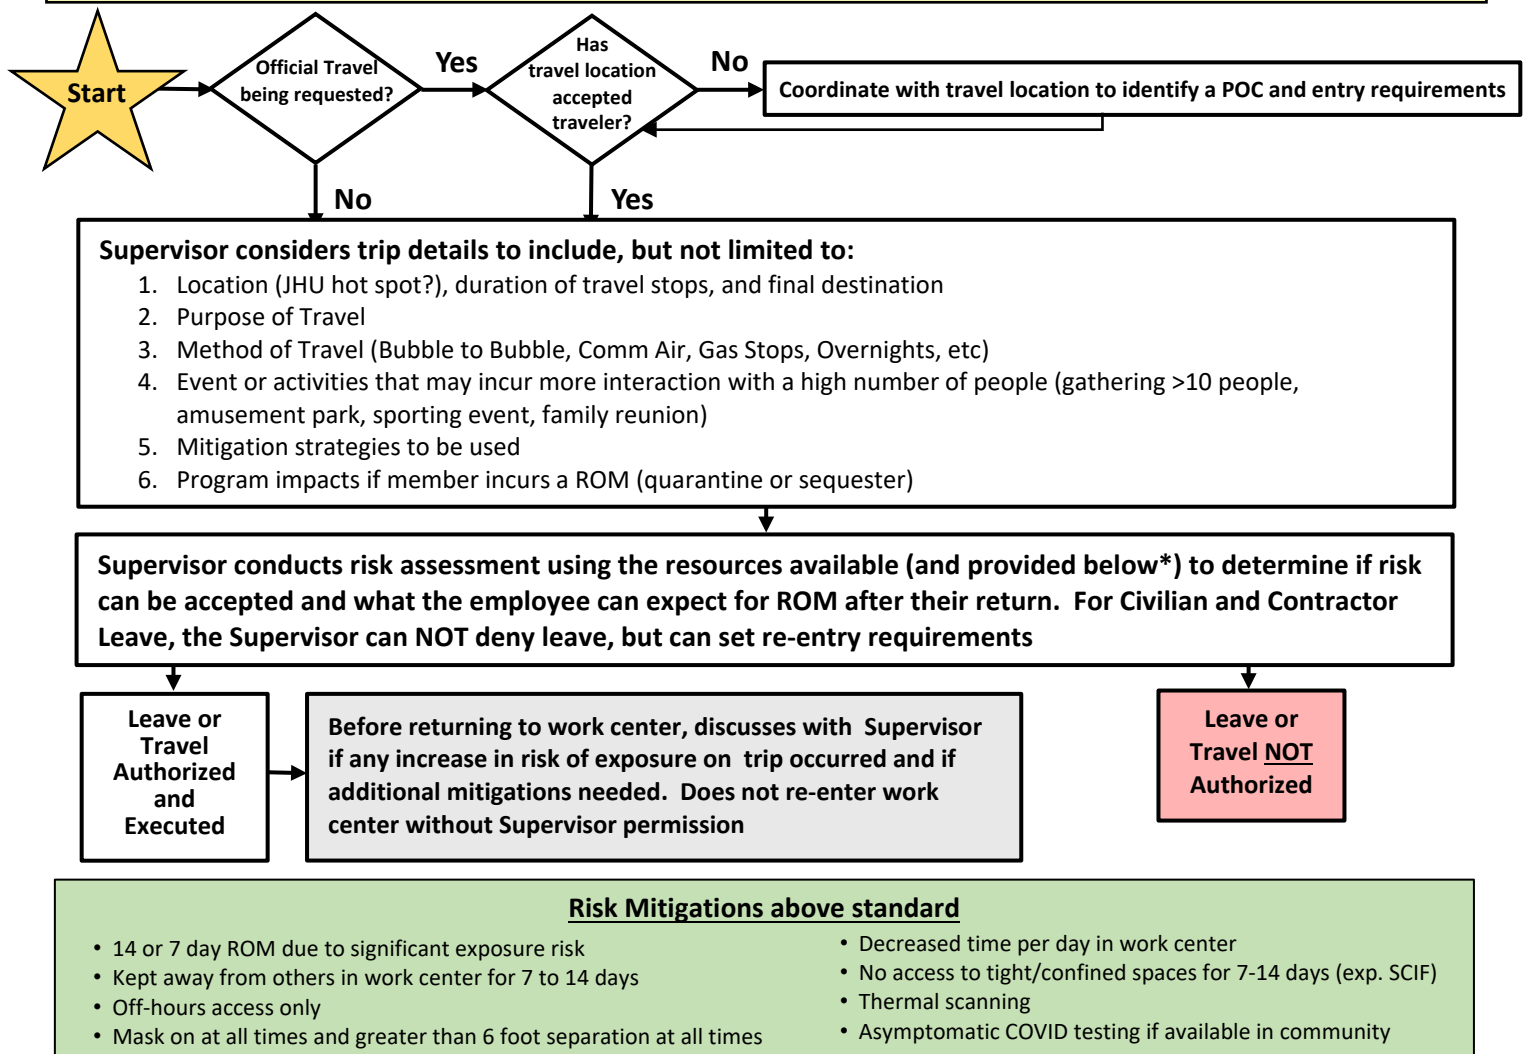 Start
Official Travel
being requested?
Yes
Has
travel location
accepted
traveler?
No
Coordinate with travel location to identify a POC and entry requirements
No
Yes
Supervisor considers trip details to include, but not limited to:
1. Location (JHU hot spot?), duration of travel stops, and final destination
2. Purpose of Travel
3. Method of Travel (Bubble to Bubble, Comm Air, Gas Stops, Overnights, etc)
4. Event or activities that may incur more interaction with a high number of people (gathering >10 people,
amusement park, sporting event, family reunion)
5. Mitigation strategies to be used
6. Program impacts if member incurs a ROM (quarantine or sequester)
Supervisor conducts risk assessment using the resources available (and provided below*) to determine if risk
can be accepted and what the employee can expect for ROM after their return. For Civilian and Contractor
Leave, the Supervisor can NOT deny leave, but can set re-entry requirements
Leave or
Travel
Authorized
and
Executed
Before returning to work center, discusses with Supervisor
if any increase in risk of exposure on trip occurred and if
additional mitigations needed. Does not re-enter work
center without Supervisor permission
Leave or
Travel NOT
Authorized
Risk Mitigations above standard
• 14 or 7 day ROM due to significant exposure risk
• Kept away from others in work center for 7 to 14 days
• Off-hours access only
• Mask on at all times and greater than 6 foot separation at all times
• Decreased time per day in work center
• No access to tight/confined spaces for 7-14 days (exp. SCIF)
• Thermal scanning
• Asymptomatic COVID testing if available in community